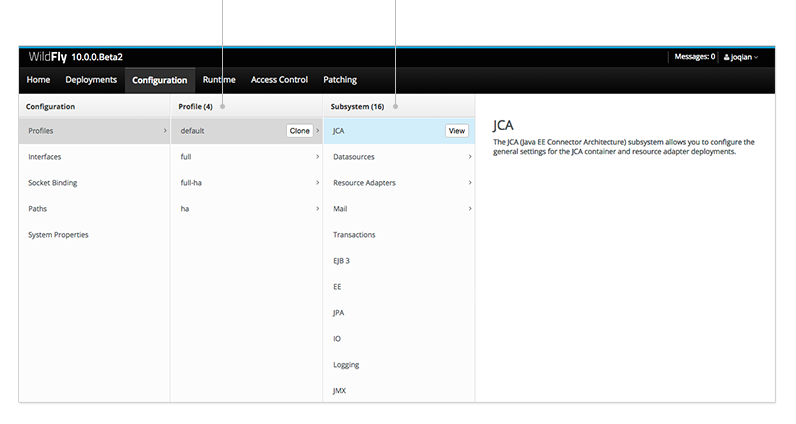 WildFly 10.0.0.Beta2
Messages: 0
joqian
Home Deployments Configuration Runtime Access Control Patching
Configuration
Profiles
Interfaces
Socket Binding
Paths
System Properties
Profile (4)
default Clone
full
full-ha
ha
Subsystem (16)
JCA View
Datasources
Resource Adapters
Mail
Transactions
EJB 3
EE
JPA
IO
Logging
JMX
JCA
The JCA (Java EE Connector Architecture) subsystem allows you to configure the
general settings for the JCA container and resource adapter deployments.